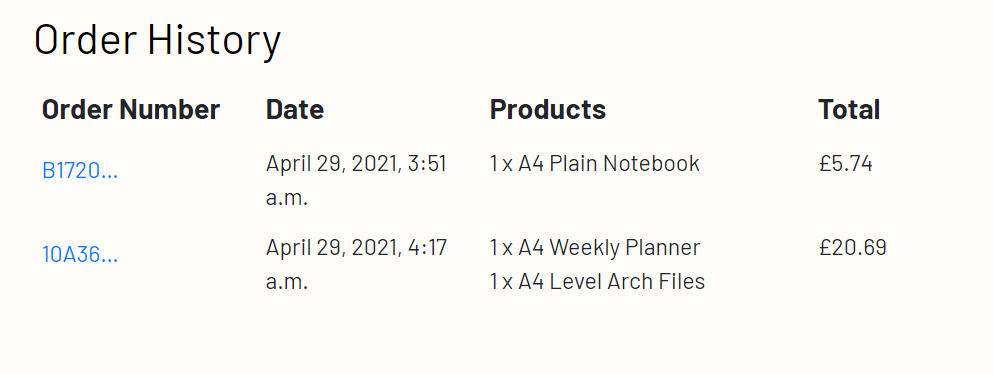 Order History
Order Number Date Products Total
B1720... April 29, 2021, 3:51 a.m. 1 x A4 Plain Notebook £5.74
10A36... April 29, 2021, 4:17 a.m. 1 x A4 Weekly Planner £20.69
1 x A4 Level Arch Files